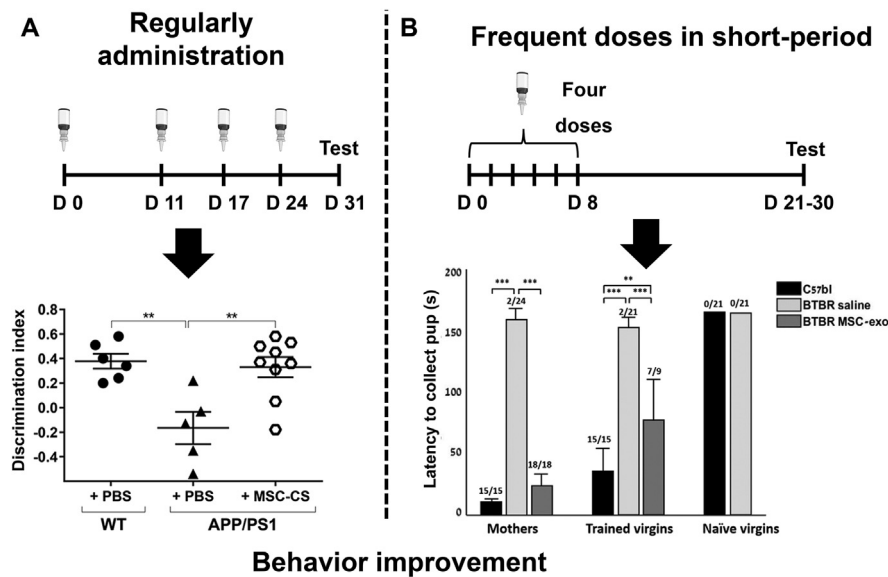 A
Regularly
administration
Test
D 0
D 11
D 17
D 24
D 31
Discrimination index
0.8
0.6
0.4
0.2
0.0
-0.2
-0.4
**
**
+ PBS
+ PBS
+ MSC-CS
WT
APP/PS1
B
Frequent doses in short-period
Four
doses
Test
D 0
D 8
D 21-30
Latency to collect pup (s)
200
150
100
50
0
***
***
2/24
15/15
18/18
**
***
***
2/21
15/15
7/9
0/21
0/21
C57bl
BTBR saline
BTBR MSC-exo
Mothers
Trained virgins
Naïve virgins
Behavior improvement